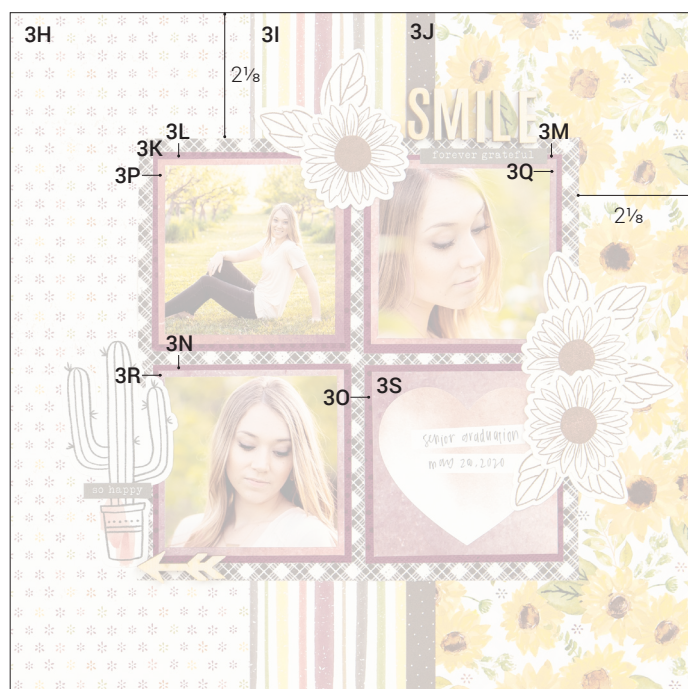 3H
3I
3J
2⅛
SMILE
3L
3M
3K
forever grateful
3P
3Q
2⅛
3N
3R
3O
3S
senior graduation
may 20.2020
so happy